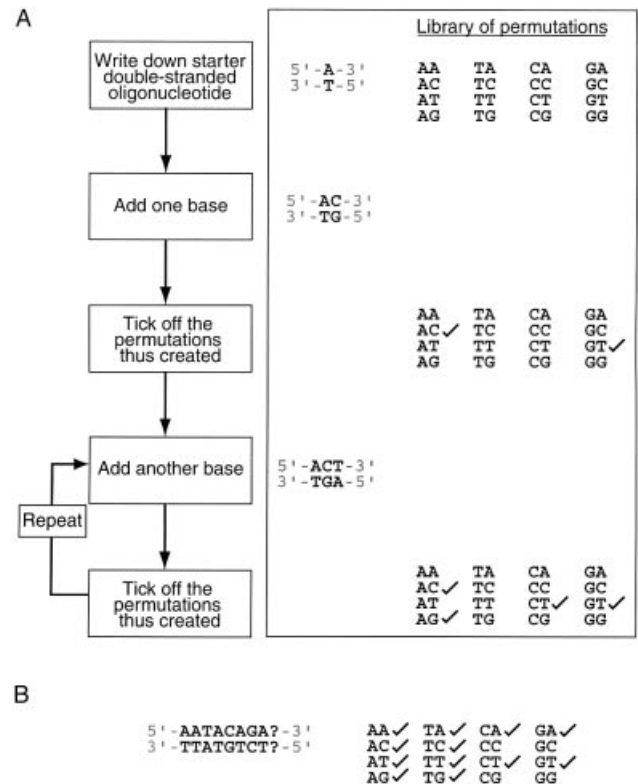 A
Library of permutations
Write down starter
double-stranded
oligonucleotide
5'-A-3'
3'-T-5'
AA TA CA GA
AC TC CC GC
AT TT CT GT
AG TG CG GG
Add one base
5'-AC-3'
3'-TG-5'
Tick off the
permutations
thus created
AA TA CA GA
AC✓ TC CC GC
AT TT CT GT✓
AG TG CG GG
Add another base
5'-ACT-3'
3'-TGA-5'
Repeat
Tick off the
permutations
thus created
AA TA CA GA
AC✓ TC CC GC
AT TT CT✓ GT✓
AG✓ TG CG GG
B
5'-AATACAGA?-3'
3'-TTATGTCT?-5'
AA✓ TA✓ CA✓ GA✓
AC✓ TC✓ CC GC
AT✓ TT✓ CT✓ GT✓
AG✓ TG✓ CG GG